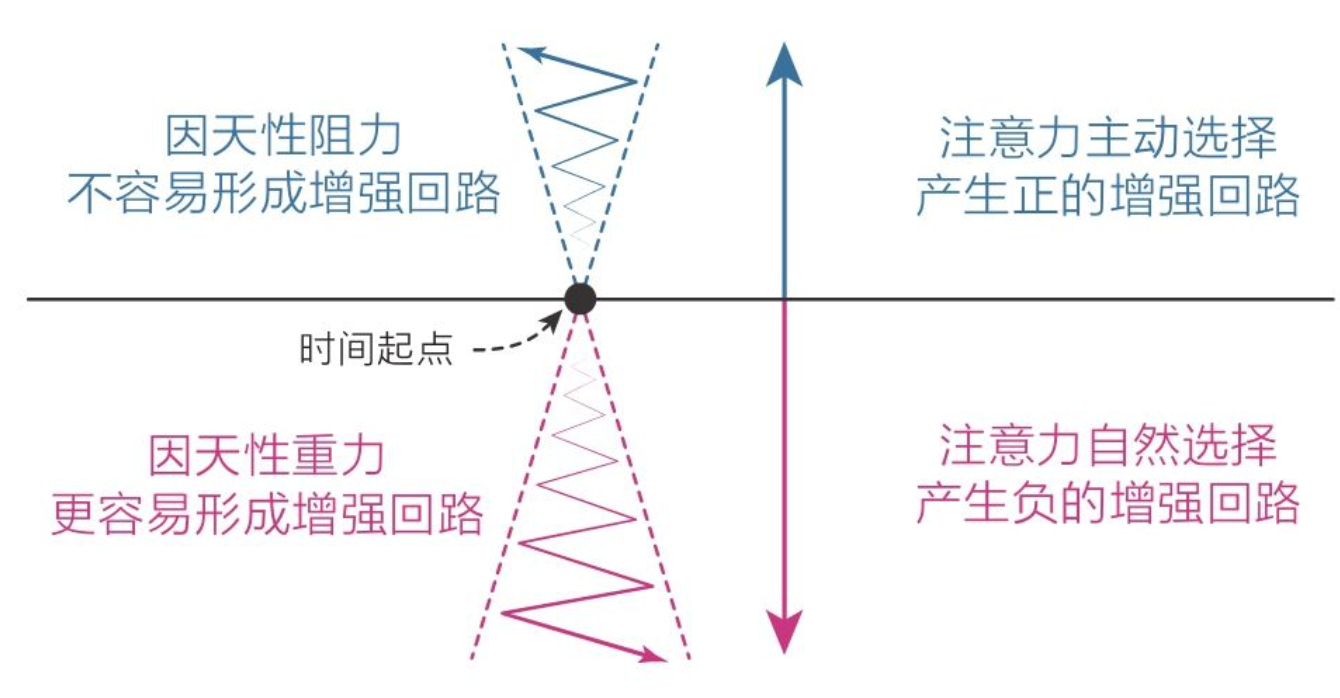 因天性阻力
不容易形成增强回路
注意力主动选择
产生正的增强回路
时间起点
因天性重力
更容易形成增强回路
注意力自然选择
产生负的增强回路